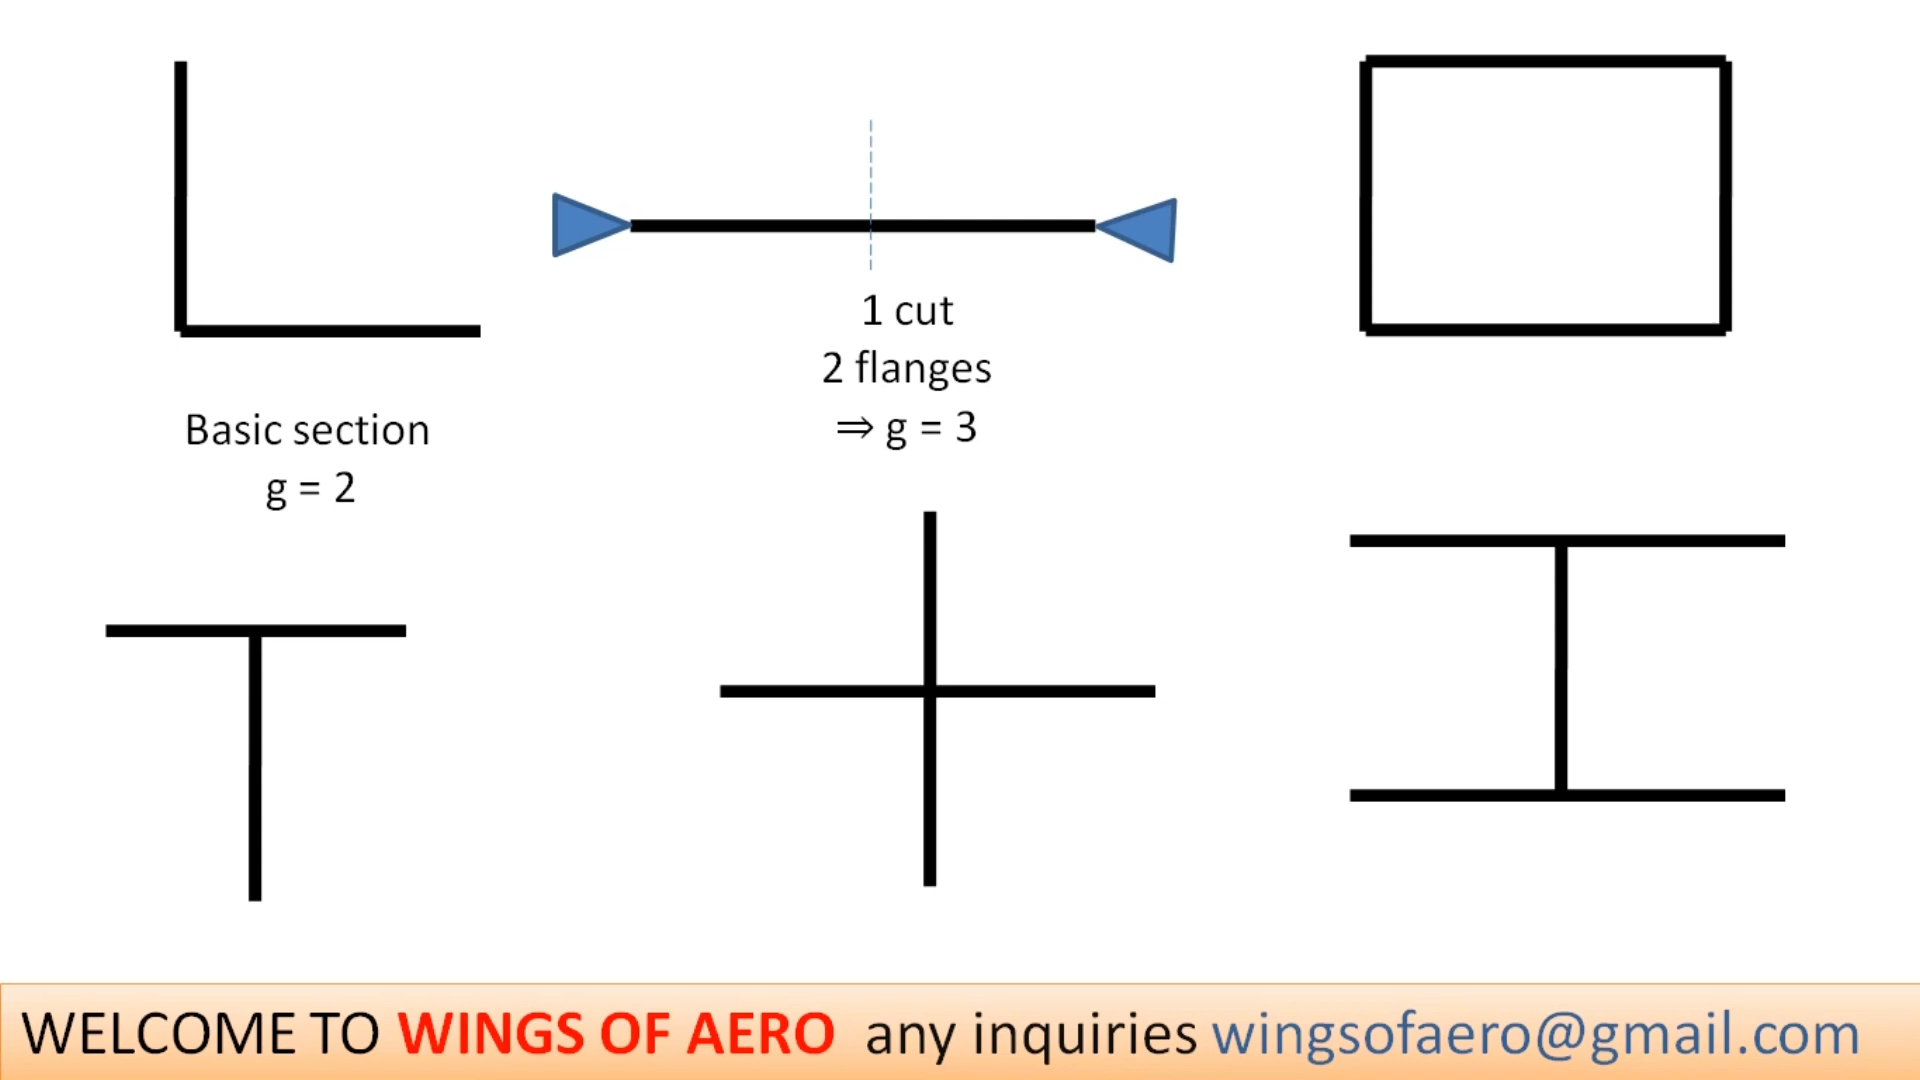 Basic section
g = 2
1 cut
2 flanges
⇒ g = 3
WELCOME TO WINGS OF AERO any inquiries wingsofaero@gmail.com